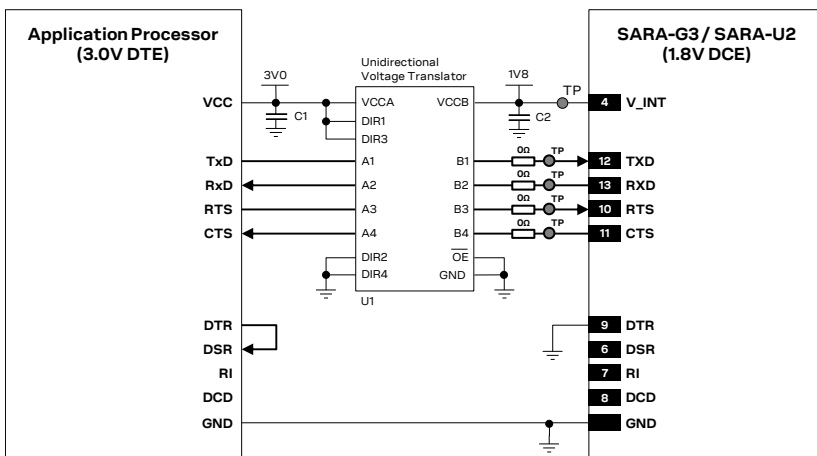 Application Processor
(3.0V DTE)
SARA-G3 / SARA-U2
(1.8V DCE)
Unidirectional
Voltage Translator
3V0
1V8
TP
VCC
VCCA
VCCB
4
V_INT
C1
C2
DIR1
DIR3
TxD
A1
B1
0Ω
TP
12
TXD
RxD
A2
B2
0Ω
TP
13
RXD
RTS
A3
B3
0Ω
TP
10
RTS
CTS
A4
B4
0Ω
TP
11
CTS
DIR2
OE
DIR4
GND
U1
DTR
9
DTR
DSR
6
DSR
RI
7
RI
DCD
8
DCD
GND
GND